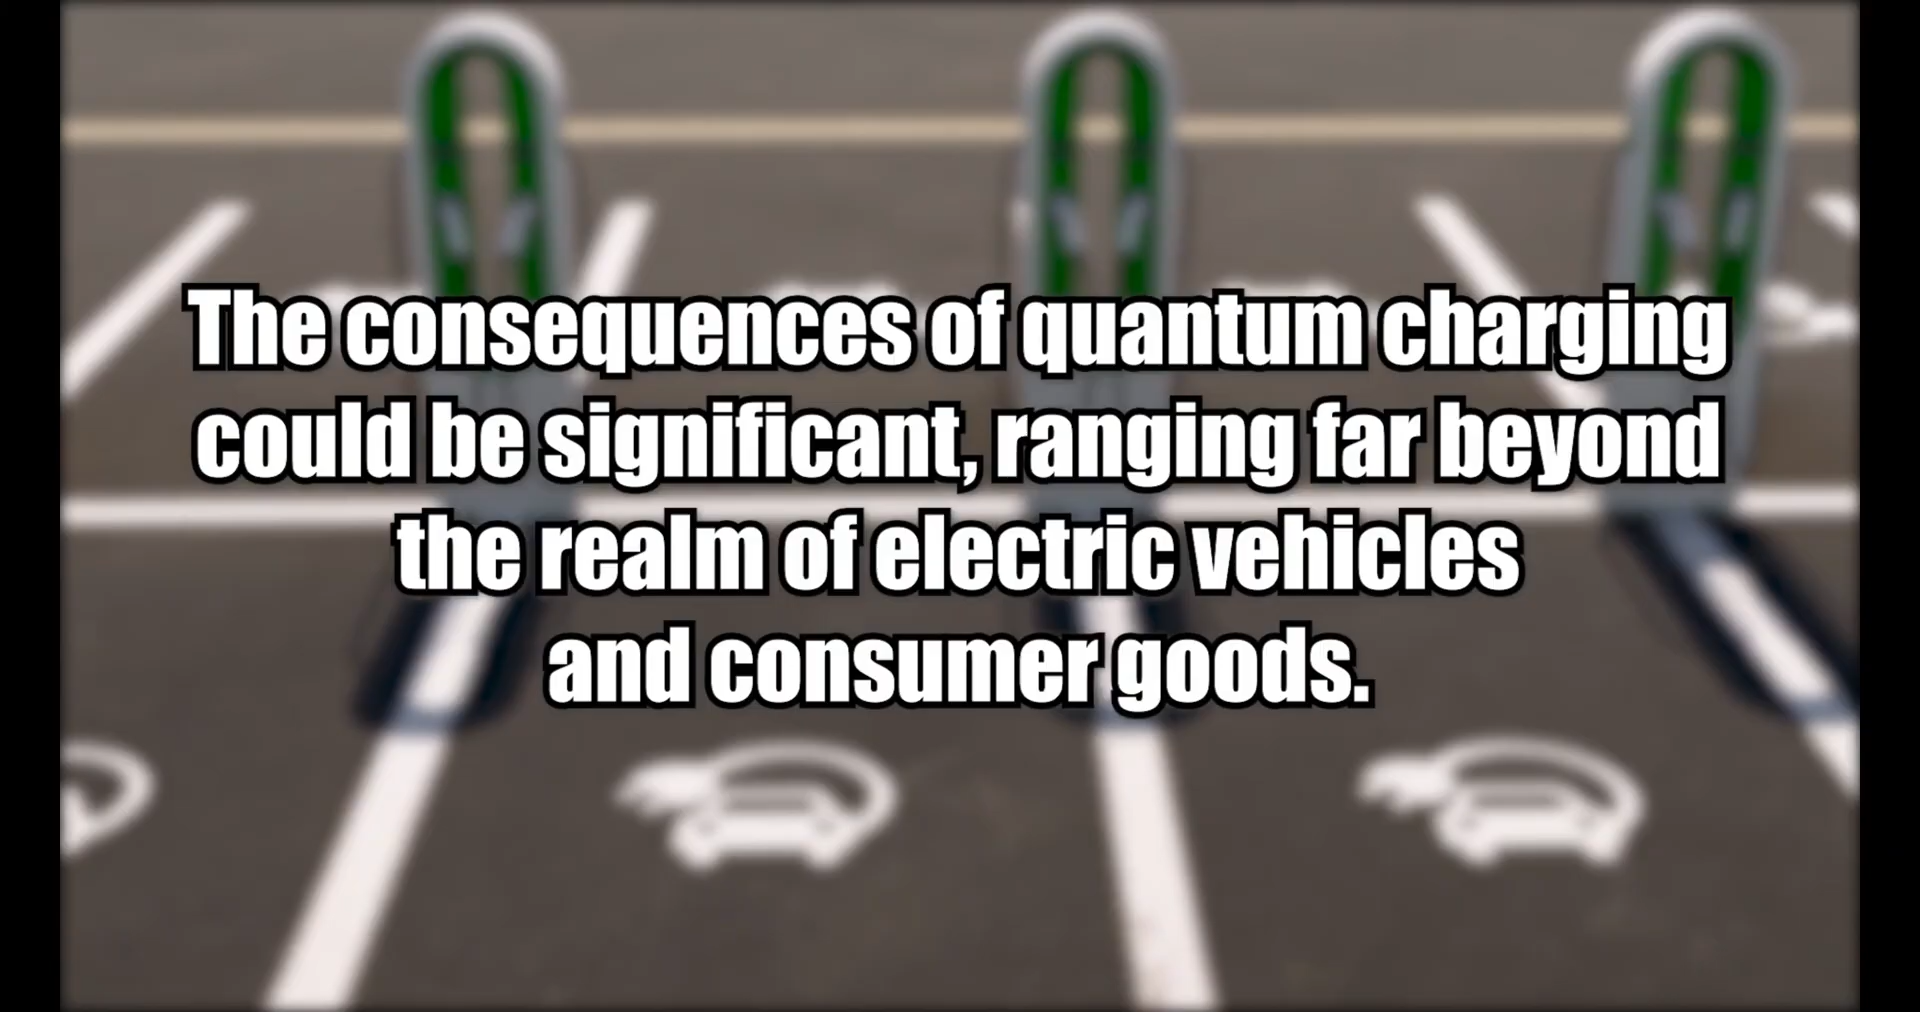 The consequences of quantum charging
could be significant, ranging far beyond
the realm of electric vehicles
and consumer goods.